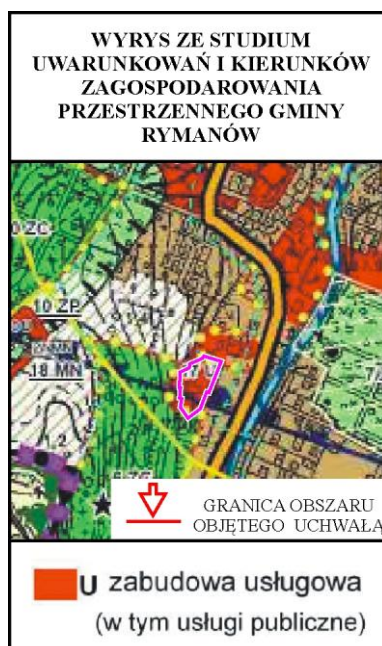 WYRYS ZE STUDIUM
UWARUNKOWAŃ I KIERUNKÓW
ZAGOSPODAROWANIA
PRZESTRZENNEGO GMINY
RYMANÓW
10 ZP
18 MN
GRANICA OBSZARU
OBJĘTEGO UCHWAŁĄ
U zabudowa usługowa
(w tym usługi publiczne)